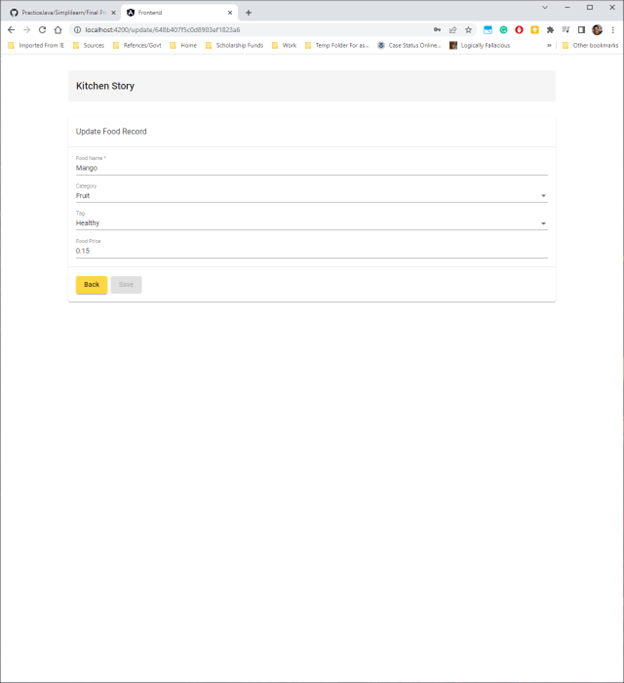 Practiceslave/Simplilearn/Final Pr
Frontend
localhost:4200/update/648b407f5c0d8903ef1823a6
Imported From IE
Sources
Refences/Govt
Home
Scholarship Funds
Work
Temp Folder For as...
Case Status Online...
Logically Fallacious
»
Other bookmarks
Kitchen Story
Update Food Record
Food Name *
Mango
Category
Fruit
Tag
Healthy
Food Price
0.15
Back
Save